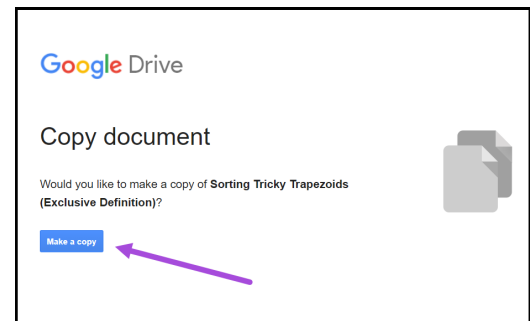 Google Drive
Copy document
Would you like to make a copy of Sorting Tricky Trapezoids
(Exclusive Definition)?
Make a copy